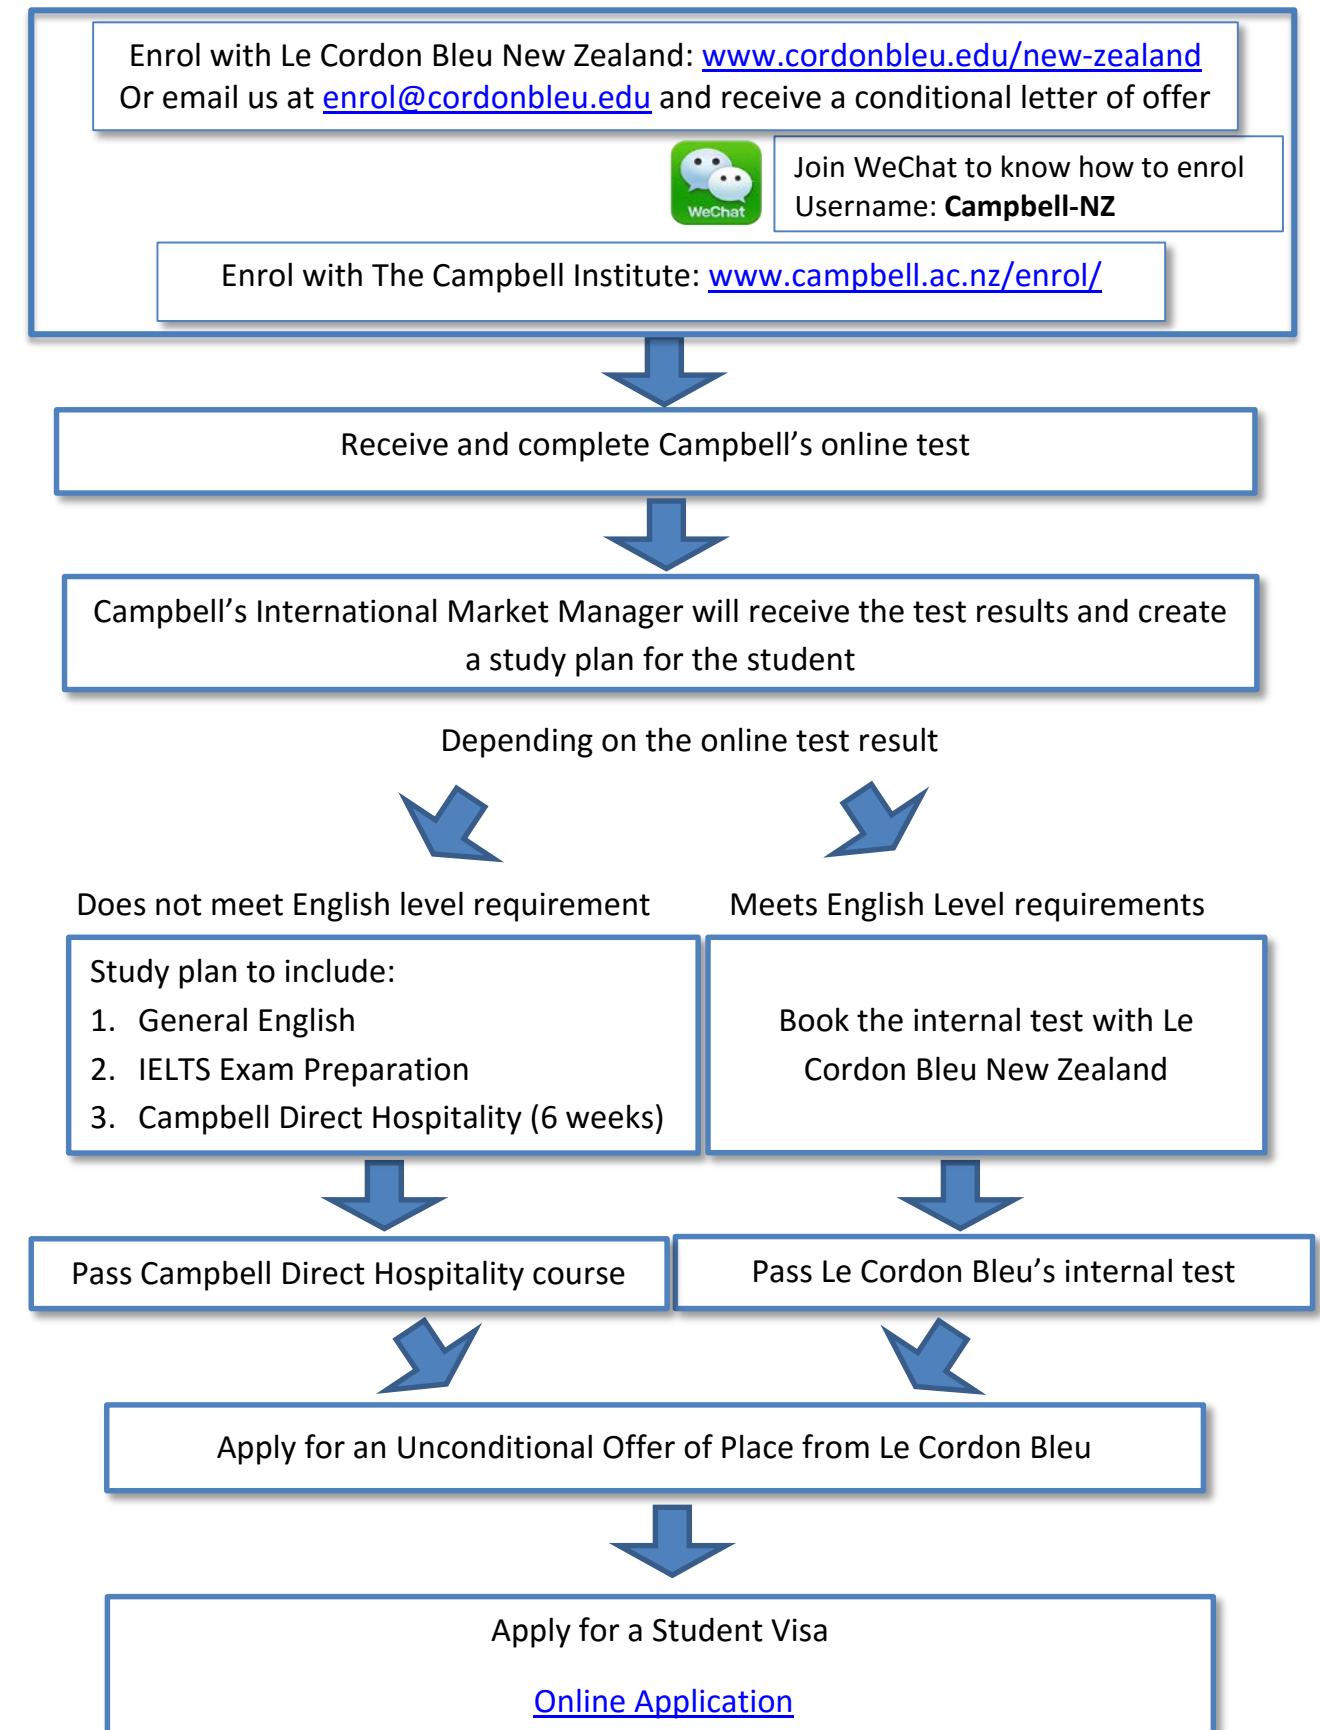 Enrol with Le Cordon Bleu New Zealand: www.cordonbleu.edu/new-zealand
Or email us at enrol@cordonbleu.edu and receive a conditional letter of offer
WeChat
Join WeChat to know how to enrol
Username: Campbell-NZ
Enrol with The Campbell Institute: www.campbell.ac.nz/enrol/
Receive and complete Campbell’s online test
Campbell’s International Market Manager will receive the test results and create
a study plan for the student
Depending on the online test result
Does not meet English level requirement
Study plan to include:
1. General English
2. IELTS Exam Preparation
3. Campbell Direct Hospitality (6 weeks)
Meets English Level requirements
Book the internal test with Le
Cordon Bleu New Zealand
Pass Campbell Direct Hospitality course
Pass Le Cordon Bleu’s internal test
Apply for an Unconditional Offer of Place from Le Cordon Bleu
Apply for a Student Visa
Online Application